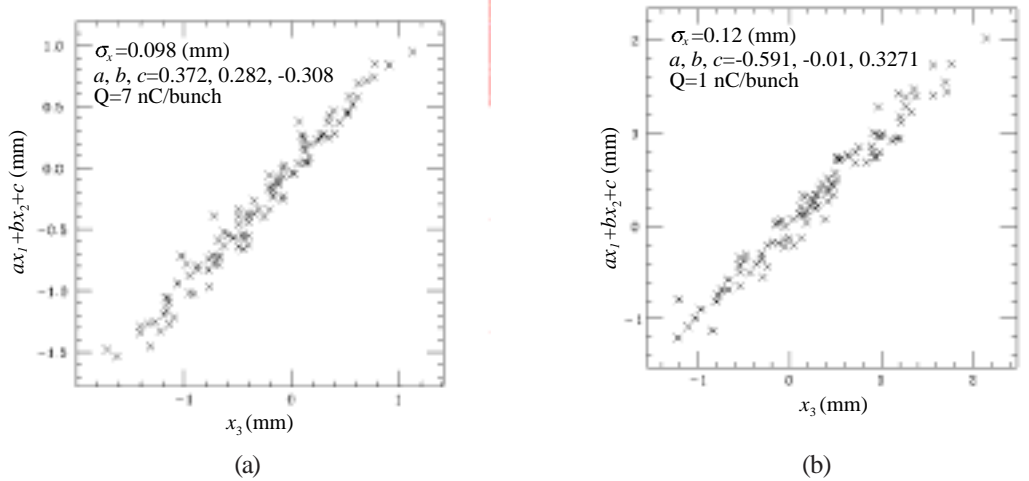 σx=0.098 (mm)
a, b, c=0.372, 0.282, -0.308
Q=7 nC/bunch
1.0
0.5
0.0
-0.5
-1.0
-1.5
ax1+bx2+c (mm)
-1 0 1
x3 (mm)
(a)
σx=0.12 (mm)
a, b, c=-0.591, -0.01, 0.3271
Q=1 nC/bunch
2
1
0
-1
ax1+bx2+c (mm)
-1 0 1 2
x3 (mm)
(b)